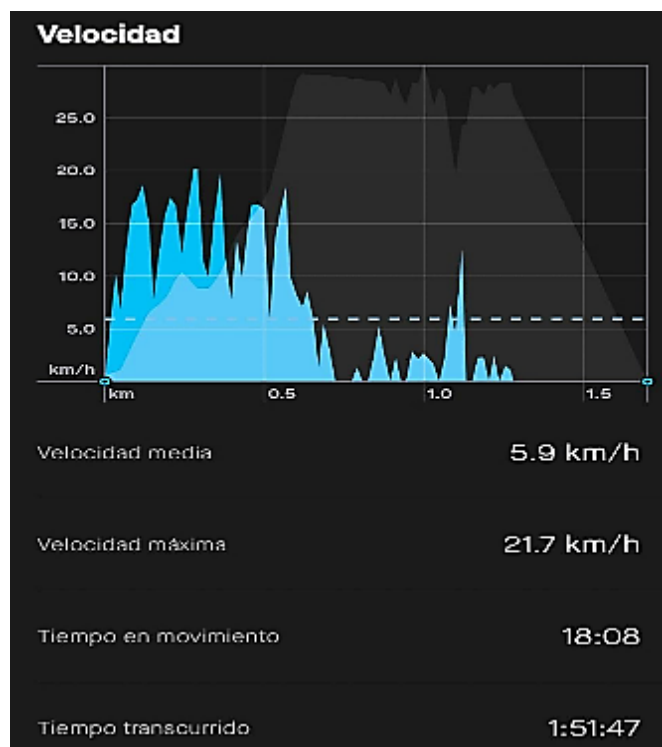 Velocidad
25.0
20.0
15.0
10.0
5.0
km/h
km 0.5 1.0 1.5
Velocidad media 5.9 km/h
Velocidad máxima 21.7 km/h
Tiempo en movimiento 18:08
Tiempo transcurrido 1:51:47